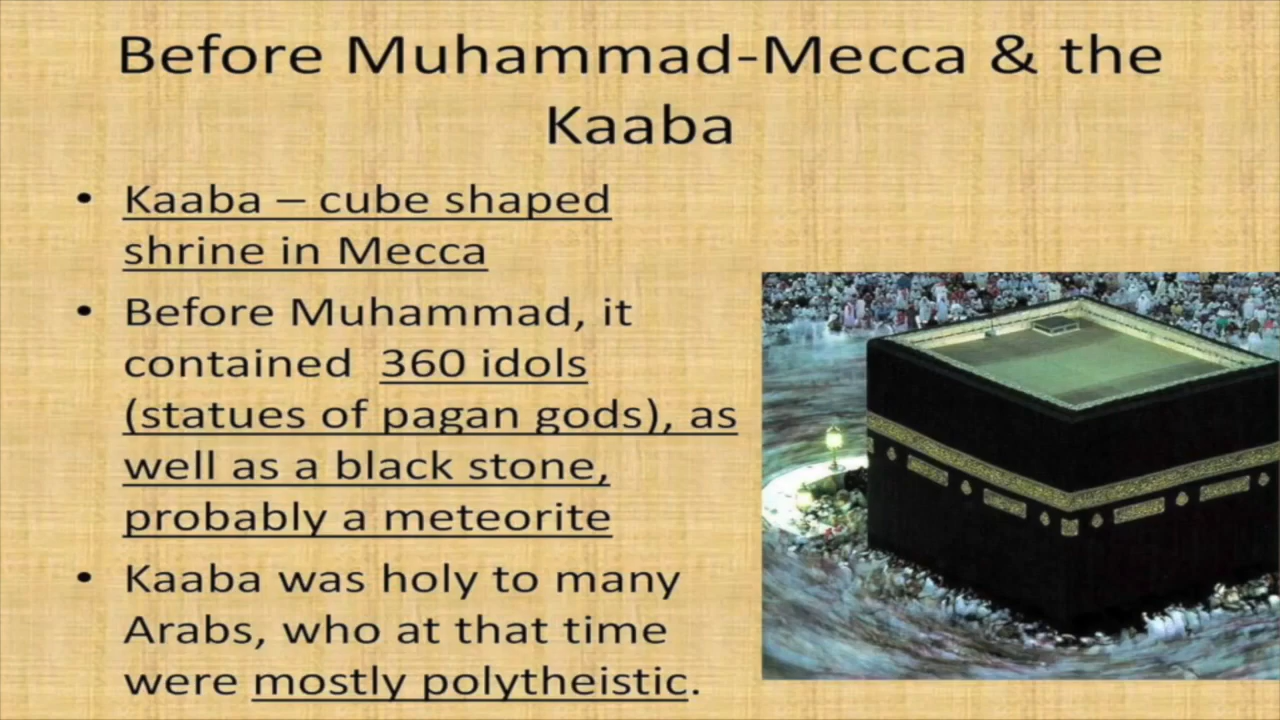 Before Muhammad-Mecca & the
Kaaba
• Kaaba – cube shaped
shrine in Mecca
• Before Muhammad, it
contained 360 idols
(statues of pagan gods), as
well as a black stone,
probably a meteorite
• Kaaba was holy to many
Arabs, who at that time
were mostly polytheistic.